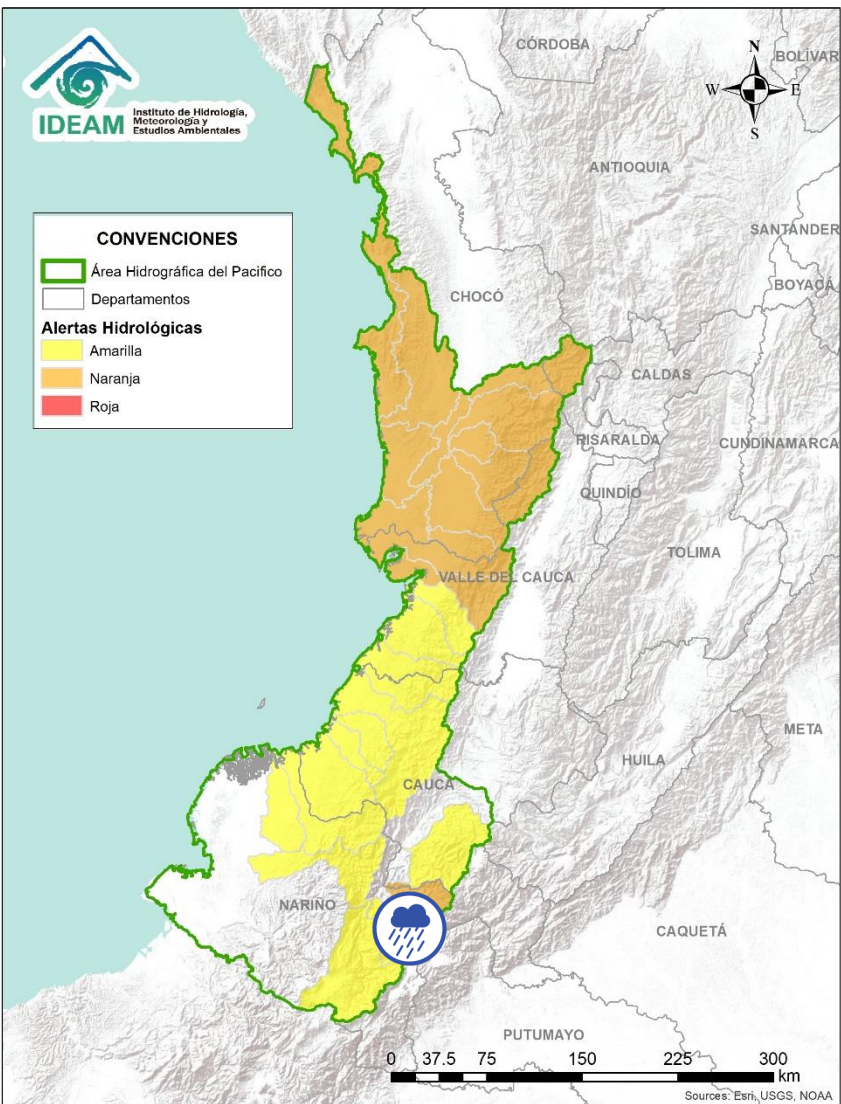 IDEAM
Instituto de Hidrología,
Meteorología y
Estudios Ambientales
CÓRDOBA
BOLÍVAR
N
W
E
S
ANTIOQUIA
SANTANDER
BOYACÁ
CONVENCIONES
Área Hidrográfica del Pacifico
Departamentos
Alertas Hidrológicas
Amarilla
Naranja
Roja
CHOCÓ
CALDAS
RISARALDA
CUNDINAMARCA
QUINDÍO
TOLIMA
VALLE DEL CAUCA
META
HUILA
CAUCA
NARIÑO
CAQUETÁ
PUTUMAYO
0 37.5 75 150 225 300
km
Sources: Esri, USGS, NOAA